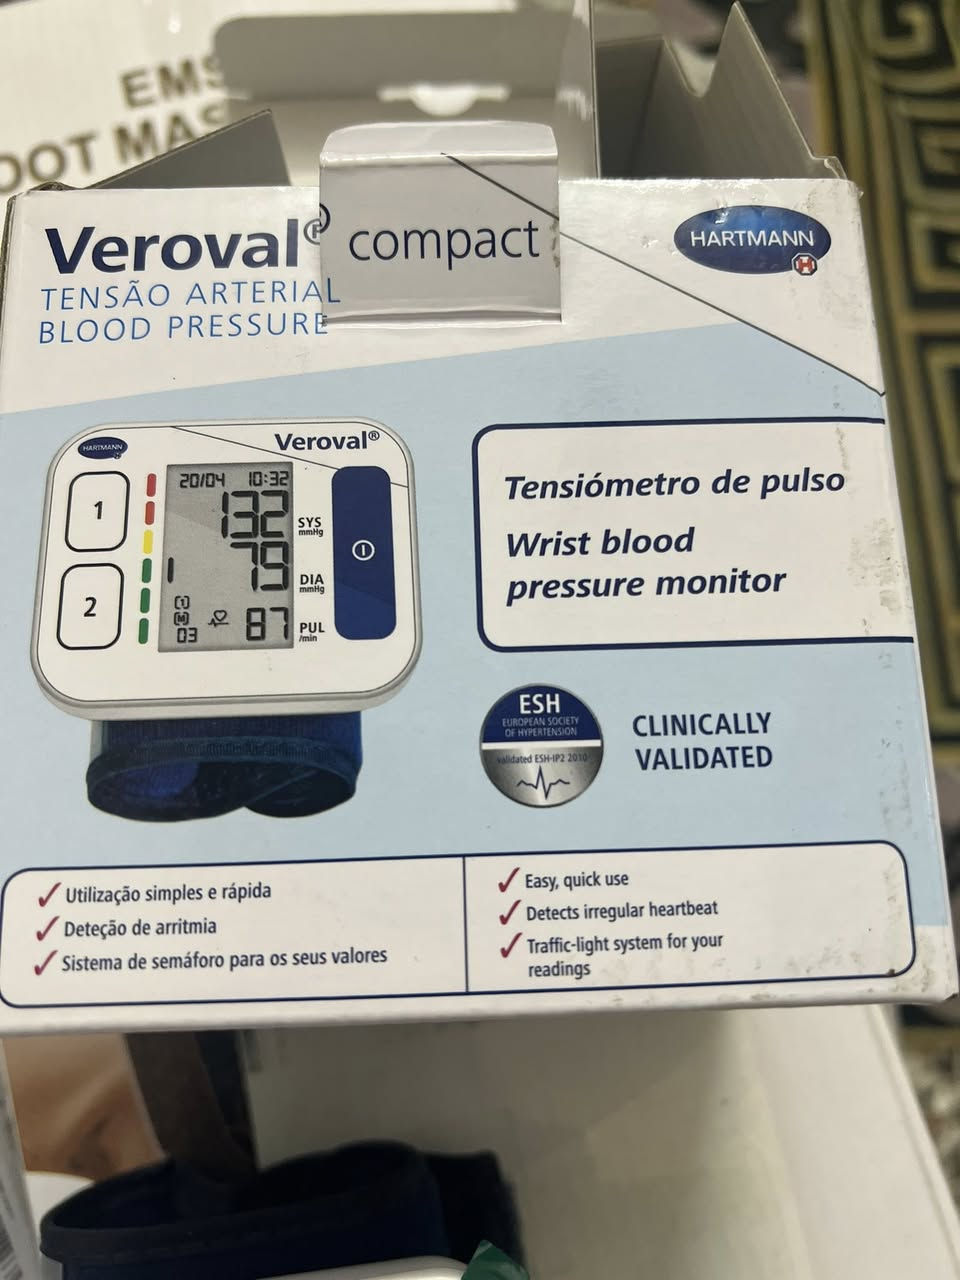 EMS
OOT MAS
Veroval®
compact
HARTMANN
TENSÃO ARTERIAL
BLOOD PRESSURE
HARTMANN
Veroval®
1
2
20/04 10:32
132
SYS
mmHg
79
DIA
mmHg
[1]
[M]
03
87
PUL
/min
Tensiómetro de pulso
Wrist blood
pressure monitor
ESH
EUROPEAN SOCIETY
OF HYPERTENSION
validated ESH-IP2 2010
CLINICALLY
VALIDATED
Utilização simples e rápida
Deteção de arritmia
Sistema de semáforo para os seus valores
Easy, quick use
Detects irregular heartbeat
Traffic-light system for your
readings